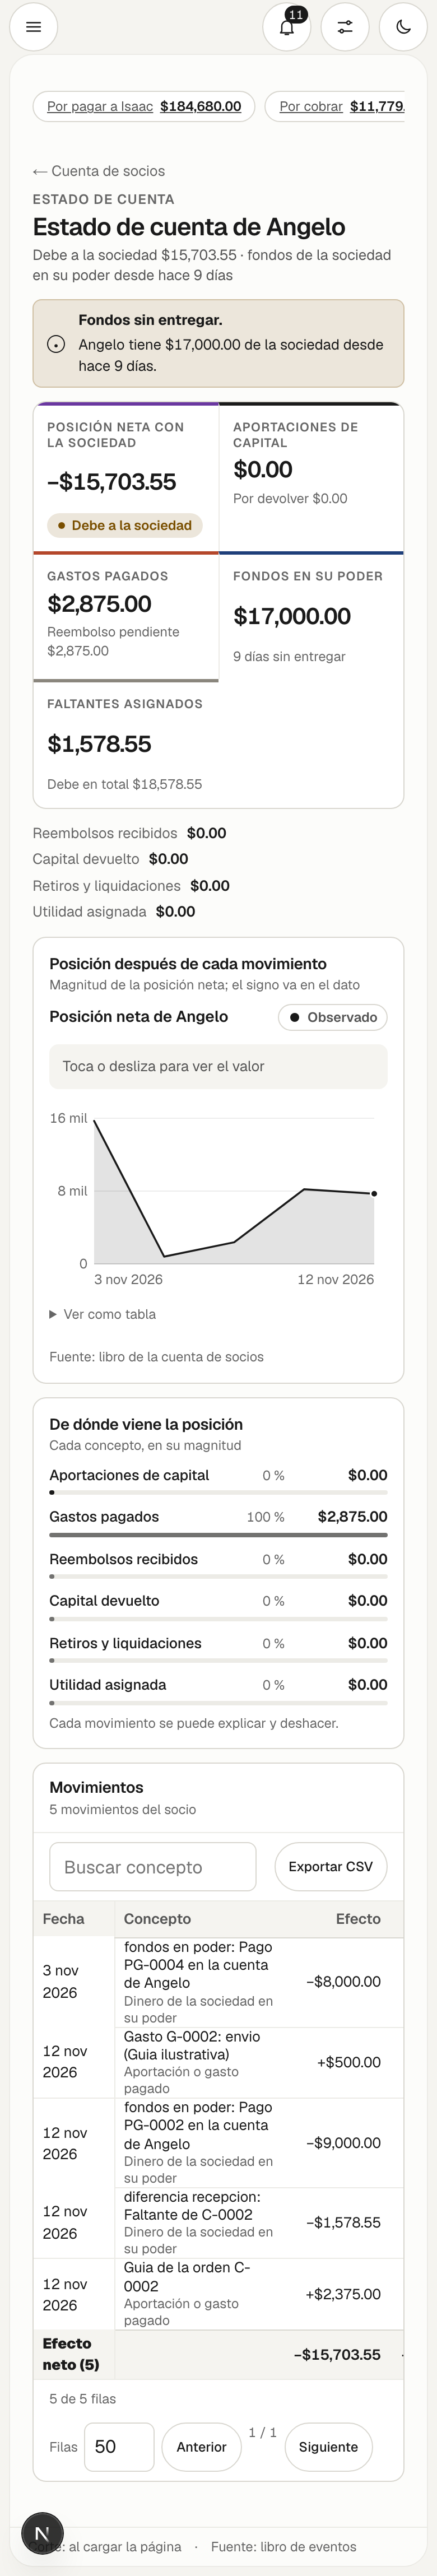 11
Por pagar a Isaac $184,680.00
Por cobrar $11,779.
← Cuenta de socios
ESTADO DE CUENTA
Estado de cuenta de Angelo
Debe a la sociedad $15,703.55 · fondos de la sociedad
en su poder desde hace 9 días
Fondos sin entregar.
Angelo tiene $17,000.00 de la sociedad desde
hace 9 días.
POSICIÓN NETA CON
LA SOCIEDAD
−$15,703.55
Debe a la sociedad
APORTACIONES DE
CAPITAL
$0.00
Por devolver $0.00
GASTOS PAGADOS
$2,875.00
Reembolso pendiente
$2,875.00
FONDOS EN SU PODER
$17,000.00
9 días sin entregar
FALTANTES ASIGNADOS
$1,578.55
Debe en total $18,578.55
Reembolsos recibidos $0.00
Capital devuelto $0.00
Retiros y liquidaciones $0.00
Utilidad asignada $0.00
Posición después de cada movimiento
Magnitud de la posición neta; el signo va en el dato
Posición neta de Angelo
Observado
Toca o desliza para ver el valor
16 mil
8 mil
0
3 nov 2026 12 nov 2026
▶ Ver como tabla
Fuente: libro de la cuenta de socios
De dónde viene la posición
Cada concepto, en su magnitud
Aportaciones de capital 0 % $0.00
Gastos pagados 100 % $2,875.00
Reembolsos recibidos 0 % $0.00
Capital devuelto 0 % $0.00
Retiros y liquidaciones 0 % $0.00
Utilidad asignada 0 % $0.00
Cada movimiento se puede explicar y deshacer.
Movimientos
5 movimientos del socio
Buscar concepto
Exportar CSV
Fecha Concepto Efecto
3 nov
2026
fondos en poder: Pago
PG-0004 en la cuenta
de Angelo
Dinero de la sociedad en
su poder
−$8,000.00
12 nov
2026
Gasto G-0002: envio
(Guia ilustrativa)
Aportación o gasto
pagado
+$500.00
12 nov
2026
fondos en poder: Pago
PG-0002 en la cuenta
de Angelo
Dinero de la sociedad en
su poder
−$9,000.00
12 nov
2026
diferencia recepcion:
Faltante de C-0002
Dinero de la sociedad en
su poder
−$1,578.55
12 nov
2026
Guia de la orden C-
0002
Aportación o gasto
pagado
+$2,375.00
Efecto
neto (5)
−$15,703.55
5 de 5 filas
Filas 50 Anterior 1 / 1 Siguiente
N
: al cargar la página · Fuente: libro de eventos